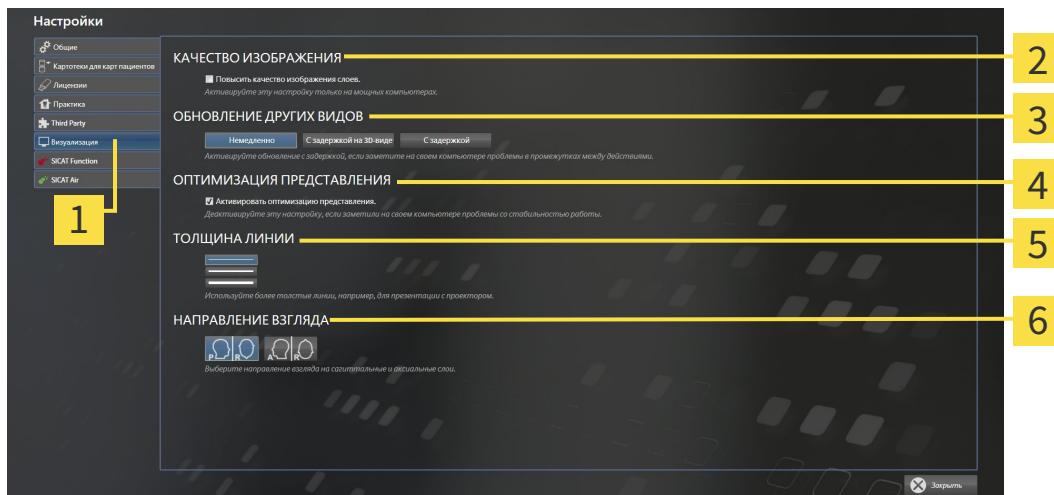 Настройки
Общие
Картотеки для карт пациентов
Лицензии
Практика
Third Party
Визуализация
SICAT Function
SICAT Air
1
КАЧЕСТВО ИЗОБРАЖЕНИЯ
2
Повысить качество изображения слоев.
Активируйте эту настройку только на мощных компьютерах.
ОБНОВЛЕНИЕ ДРУГИХ ВИДОВ
3
Немедленно С задержкой на 3D-виде С задержкой
Активируйте обновление с задержкой, если заметите на своем компьютере проблемы в промежутках между действиями.
ОПТИМИЗАЦИЯ ПРЕДСТАВЛЕНИЯ
4
Активировать оптимизацию представления.
Деактивируйте эту настройку, если заметили на своем компьютере проблемы со стабильностью работы.
ТОЛЩИНА ЛИНИИ
5
Используйте более толстые линии, например, для презентации с проектором.
НАПРАВЛЕНИЕ ВЗГЛЯДА
6
P R A R
Выберите направление взгляда на сагиттальные и аксиальные слои.
Закрыть